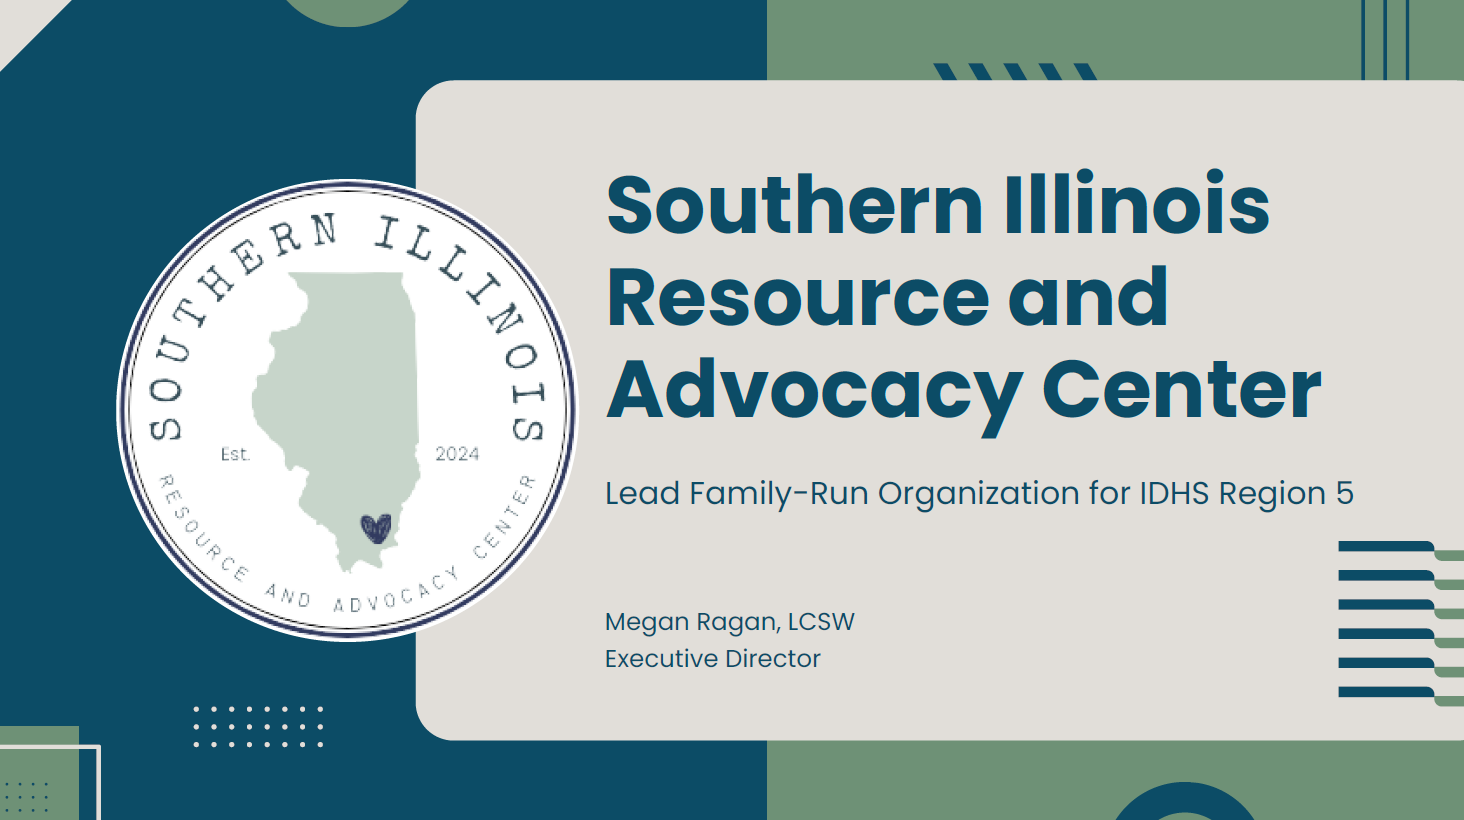 SOUTHERN ILLINOIS
Est. 2024
RESOURCE AND ADVOCACY CENTER
Southern Illinois
Resource and
Advocacy Center
Lead Family-Run Organization for IDHS Region 5
Megan Ragan, LCSW
Executive Director